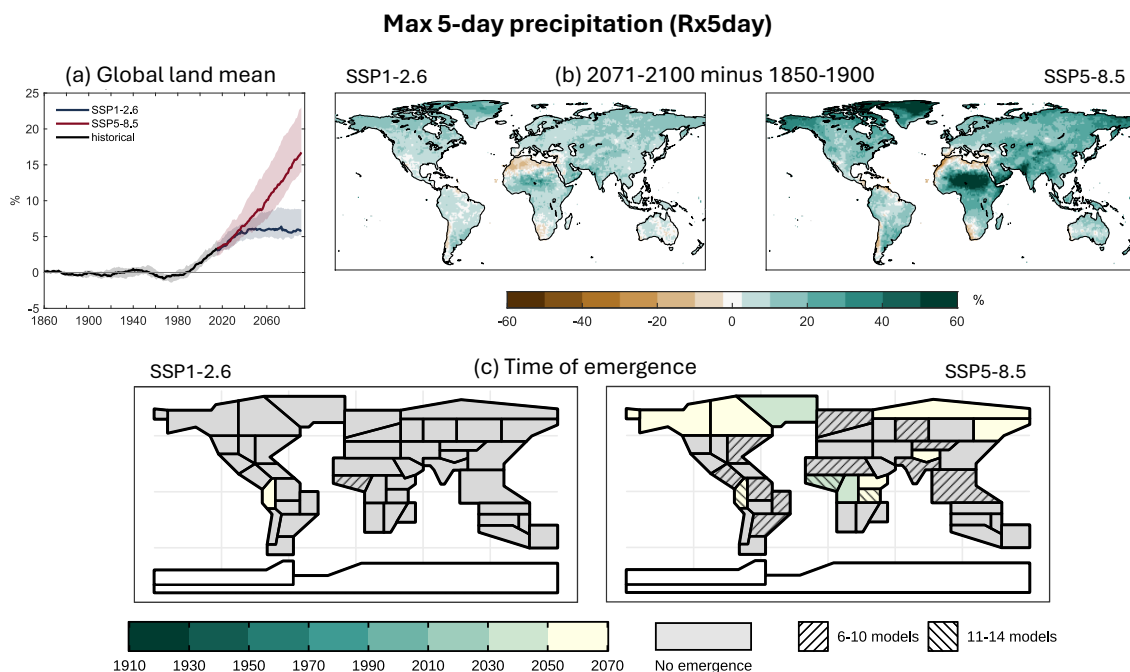 Max 5-day precipitation (Rx5day)
(a) Global land mean
SSP1-2.6
(b) 2071-2100 minus 1850-1900
SSP5-8.5
25
20
15
10
5
0
-5
%
SSP1-2.6
SSP5-8.5
historical
1860 1900 1940 1980 2020 2060
-60 -40 -20 0 20 40 60
%
SSP1-2.6
(c) Time of emergence
SSP5-8.5
1910 1930 1950 1970 1990 2010 2030 2050 2070
No emergence
6-10 models
11-14 models